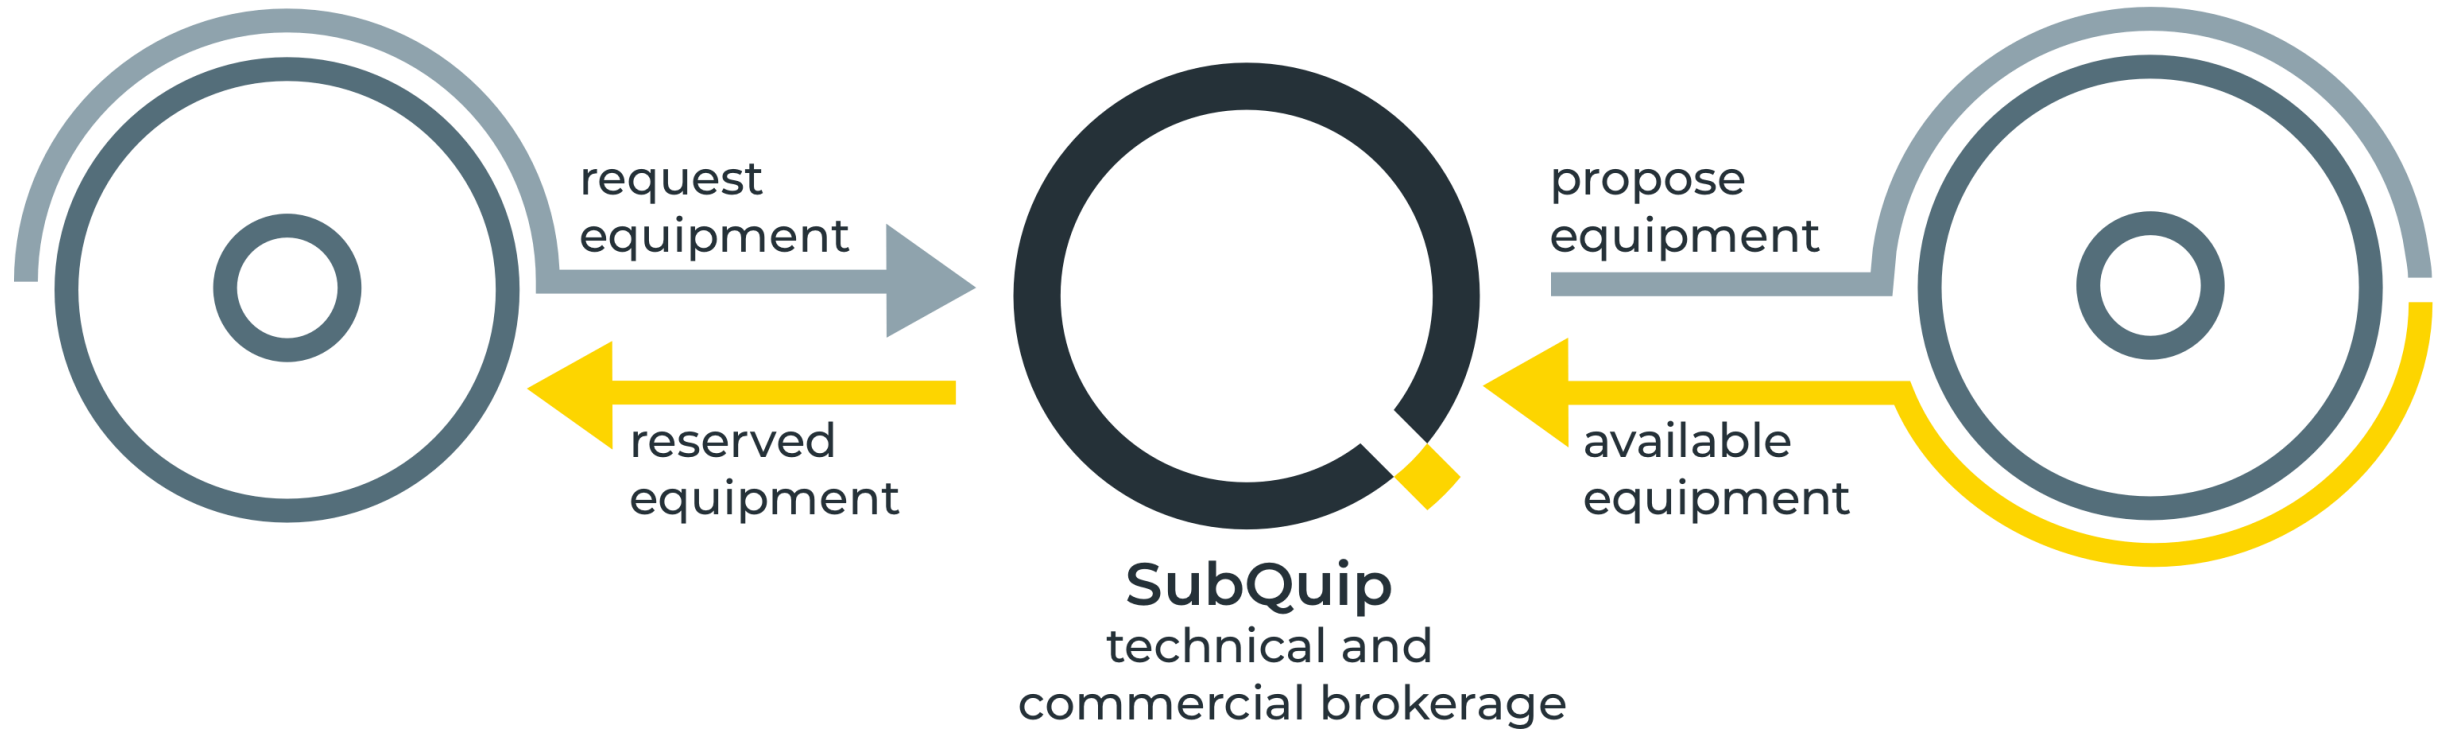 request
equipment
propose
equipment
reserved
equipment
available
equipment
SubQuip
technical and
commercial brokerage